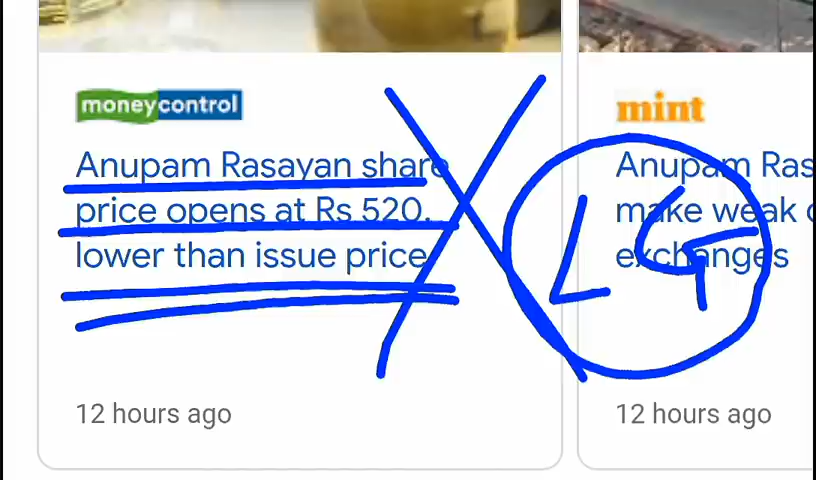 moneycontrol
Anupam Rasayan share
price opens at Rs 520,
lower than issue price
12 hours ago
mint
Anupam Ras
make weak
exchanges
12 hours ago
LG